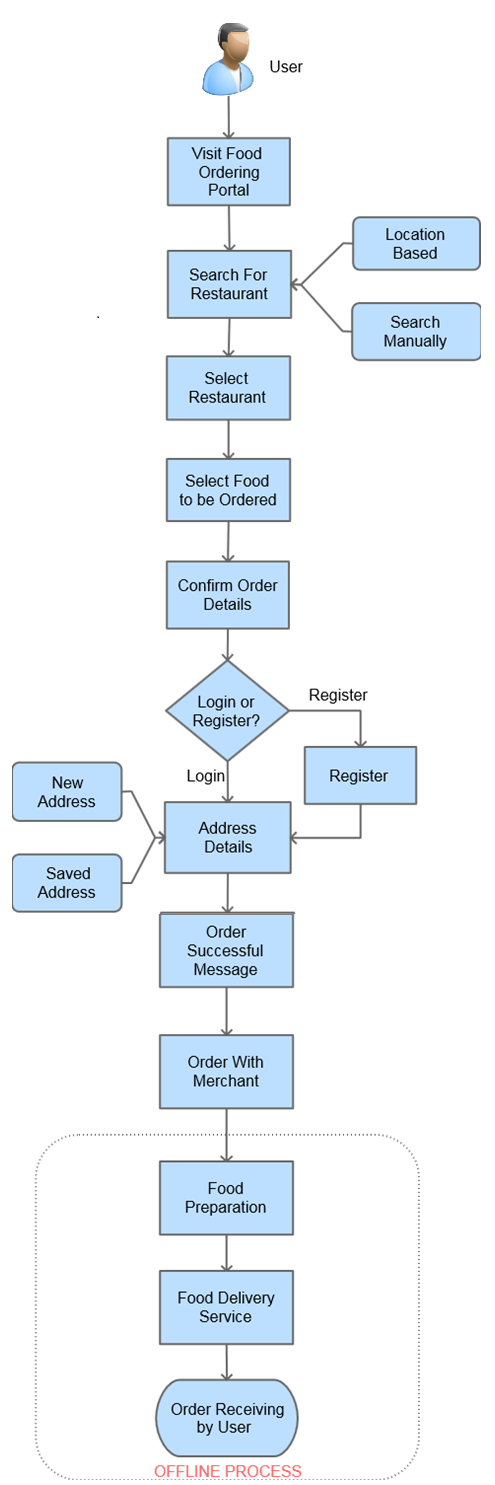 User
Visit Food
Ordering
Portal
Search For
Restaurant
Location
Based
Search
Manually
Select
Restaurant
Select Food
to be Ordered
Confirm Order
Details
Login or
Register?
Register
Login
Register
New
Address
Address
Details
Saved
Address
Order
Successful
Message
Order With
Merchant
Food
Preparation
Food Delivery
Service
Order Receiving
by User
OFFLINE PROCESS